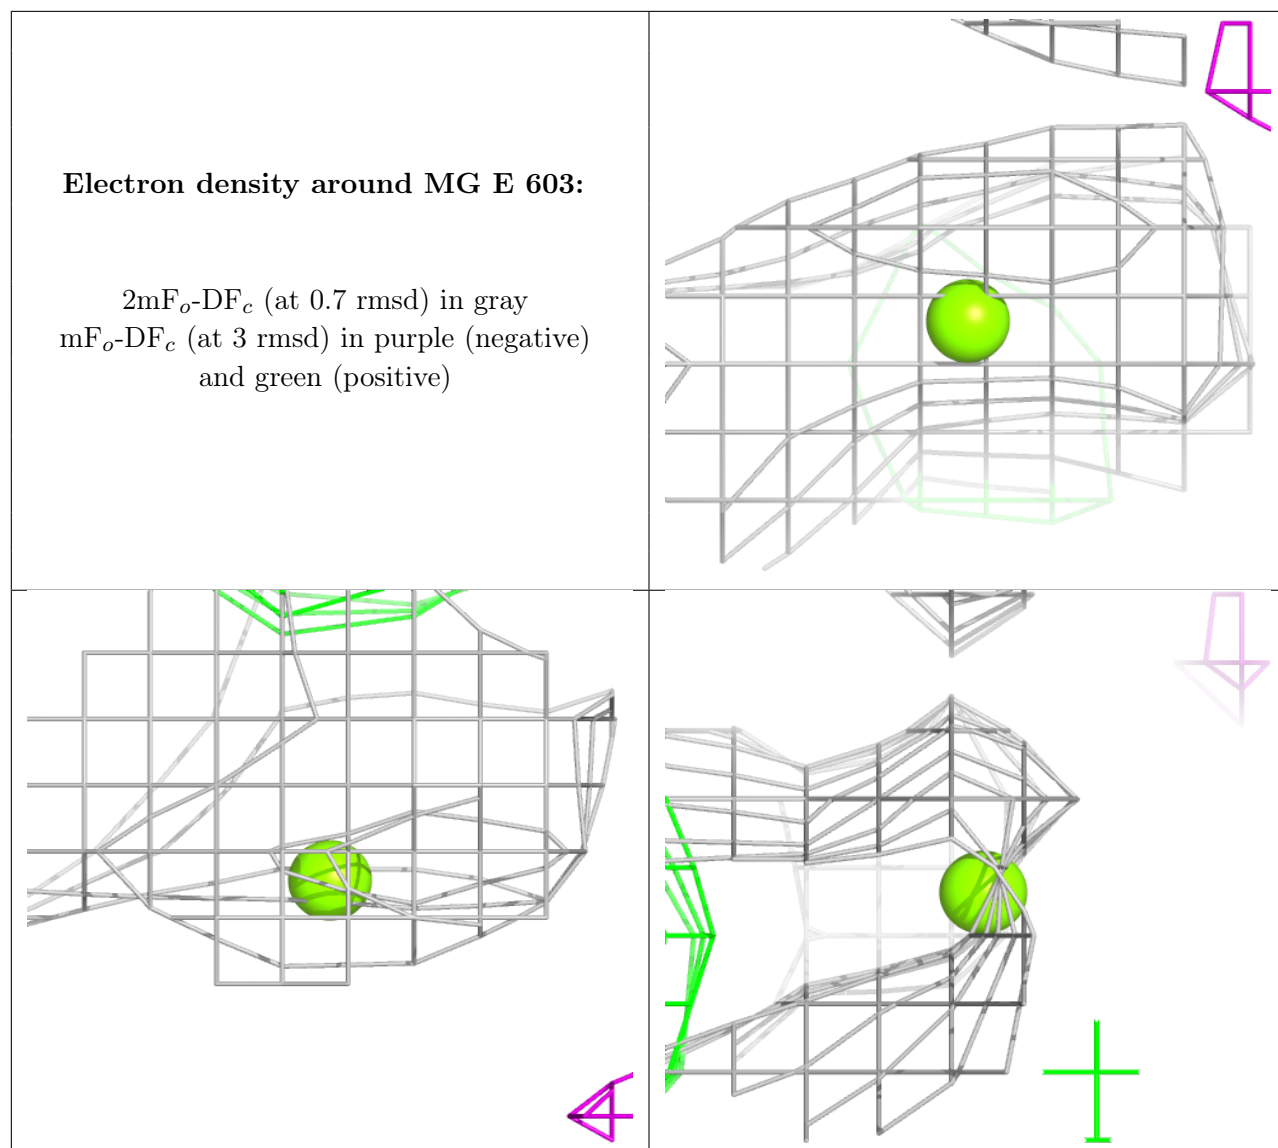 Electron density around MG E 603:
2mFo-DFc (at 0.7 rmsd) in gray
mFo-DFc (at 3 rmsd) in purple (negative)
and green (positive)